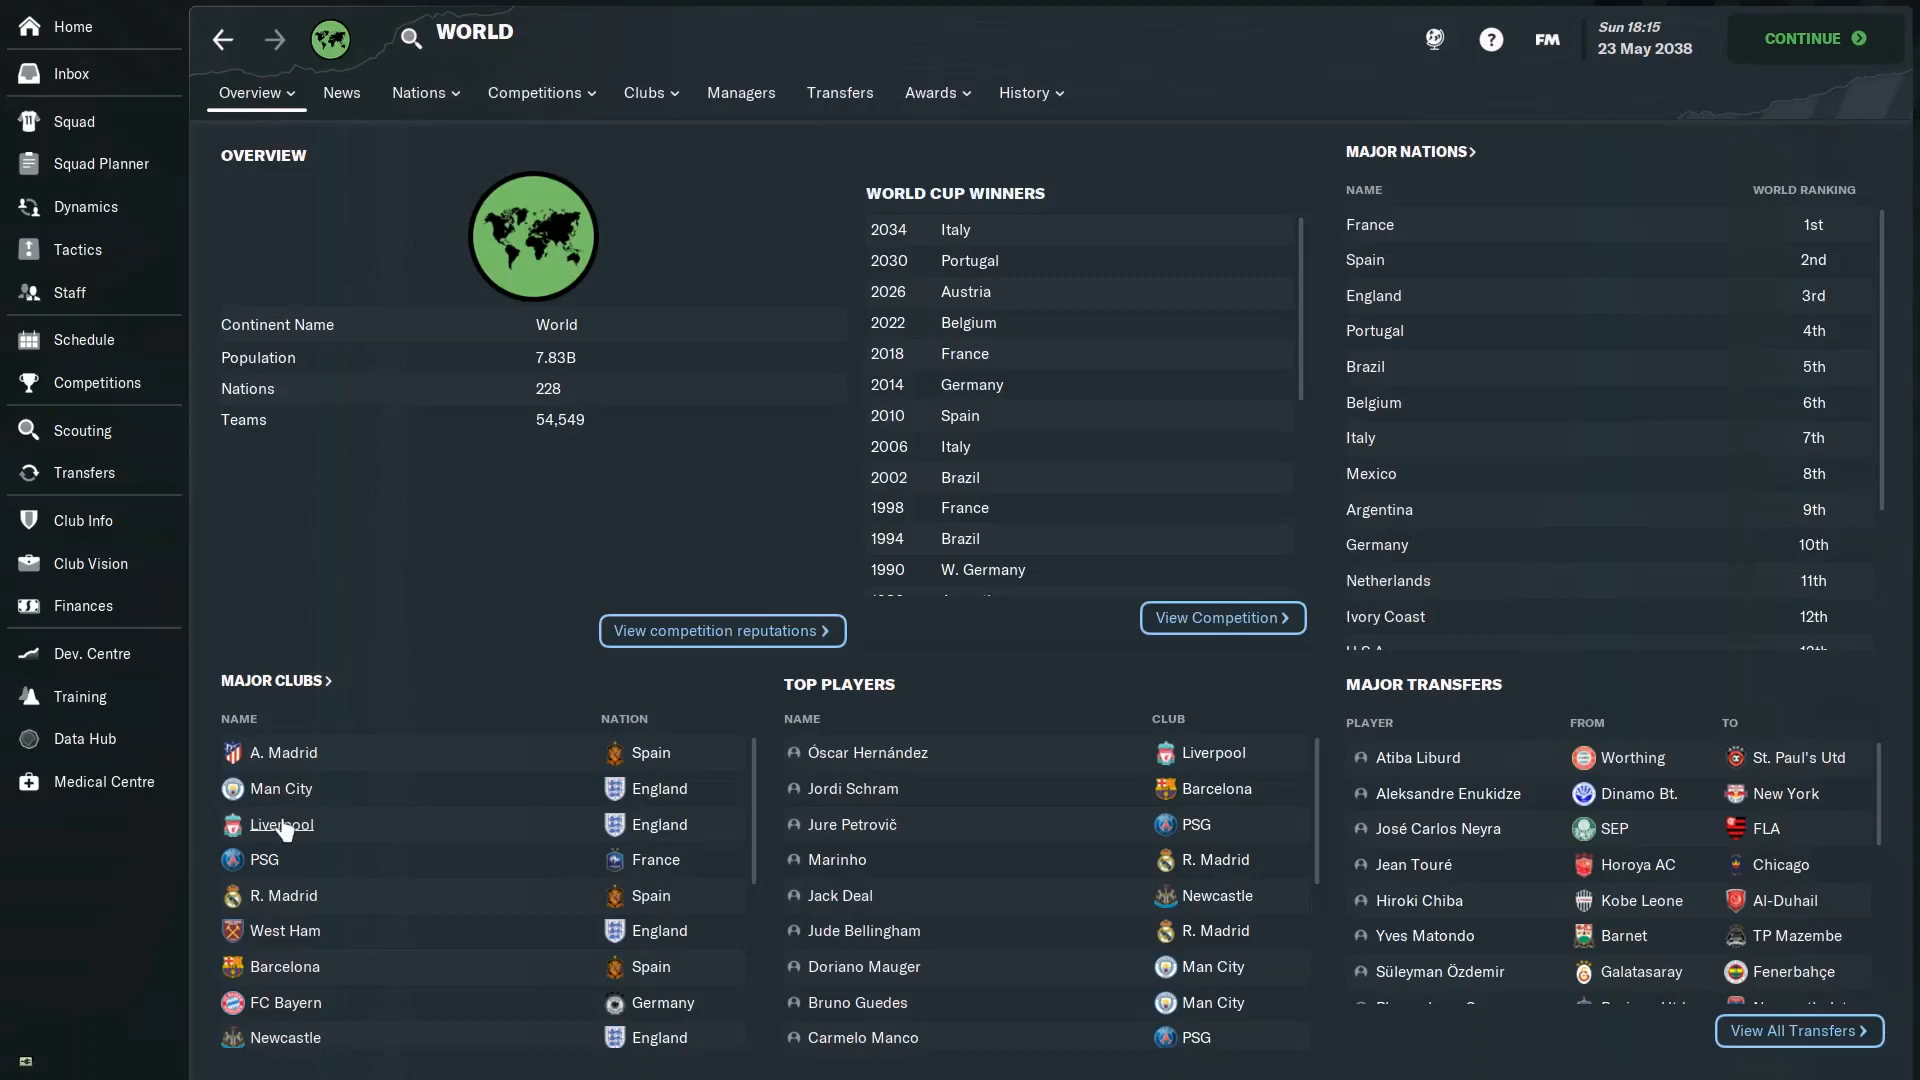 Home
Inbox
Squad
Squad Planner
Dynamics
Tactics
Staff
Schedule
Competitions
Scouting
Transfers
Club Info
Club Vision
Finances
Dev. Centre
Training
Data Hub
Medical Centre
WORLD
?
FM
Sun 18:15
23 May 2038
CONTINUE
Overview
News
Nations
Competitions
Clubs
Managers
Transfers
Awards
History
OVERVIEW
Continent Name World
Population 7.83B
Nations 228
Teams 54,549
View competition reputations
WORLD CUP WINNERS
2034 Italy
2030 Portugal
2026 Austria
2022 Belgium
2018 France
2014 Germany
2010 Spain
2006 Italy
2002 Brazil
1998 France
1994 Brazil
1990 W. Germany
View Competition
MAJOR NATIONS
NAME WORLD RANKING
France 1st
Spain 2nd
England 3rd
Portugal 4th
Brazil 5th
Belgium 6th
Italy 7th
Mexico 8th
Argentina 9th
Germany 10th
Netherlands 11th
Ivory Coast 12th
MAJOR CLUBS
NAME NATION
A. Madrid Spain
Man City England
Liverpool England
PSG France
R. Madrid Spain
West Ham England
Barcelona Spain
FC Bayern Germany
Newcastle England
TOP PLAYERS
NAME CLUB
Óscar Hernández Liverpool
Jordi Schram Barcelona
Jure Petrovič PSG
Marinho R. Madrid
Jack Deal Newcastle
Jude Bellingham R. Madrid
Doriano Mauger Man City
Bruno Guedes Man City
Carmelo Manco PSG
MAJOR TRANSFERS
PLAYER FROM TO
Atiba Liburd Worthing St. Paul's Utd
Aleksandre Enukidze Dinamo Bt. New York
José Carlos Neyra SEP FLA
Jean Touré Horoya AC Chicago
Hiroki Chiba Kobe Leone Al-Duhail
Yves Matondo Barnet TP Mazembe
Süleyman Özdemir Galatasaray Fenerbahçe
View All Transfers